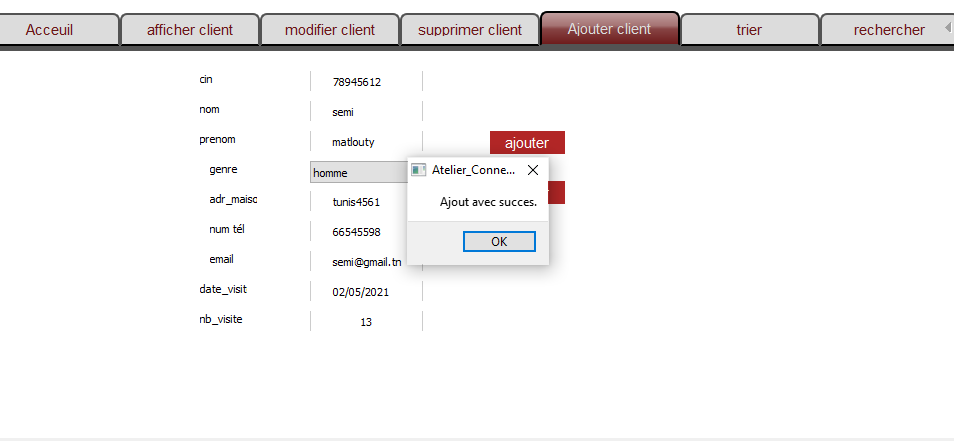 Acceuil afficher client modifier client supprimer client Ajouter client trier rechercher
cin 78945612
nom semi
prenom matlouty
ajouter
genre homme
Atelier_Conne...
adr_maiso tunis4561
Ajout avec succes.
num tél 66545598
OK
email semi@gmail.tn
date_visit 02/05/2021
nb_visite 13